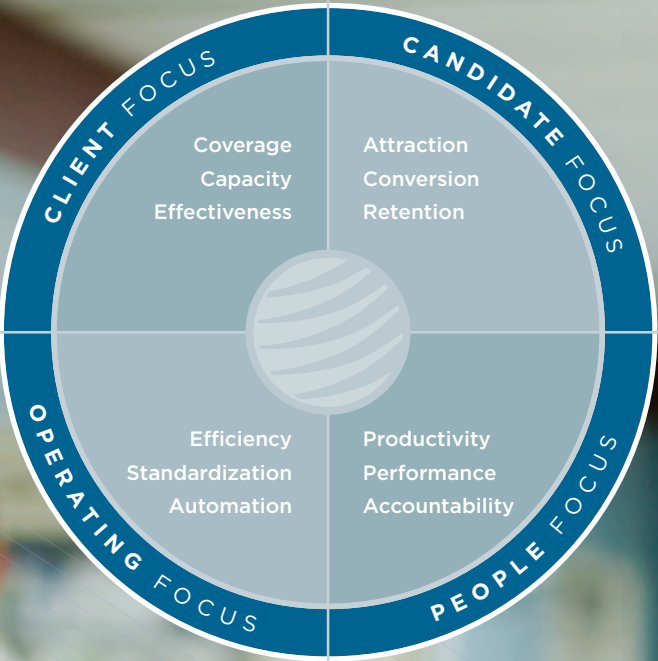 CLIENT FOCUS
Coverage
Capacity
Effectiveness
CANDIDATE FOCUS
Attraction
Conversion
Retention
OPERATING FOCUS
Efficiency
Standardization
Automation
PEOPLE FOCUS
Productivity
Performance
Accountability